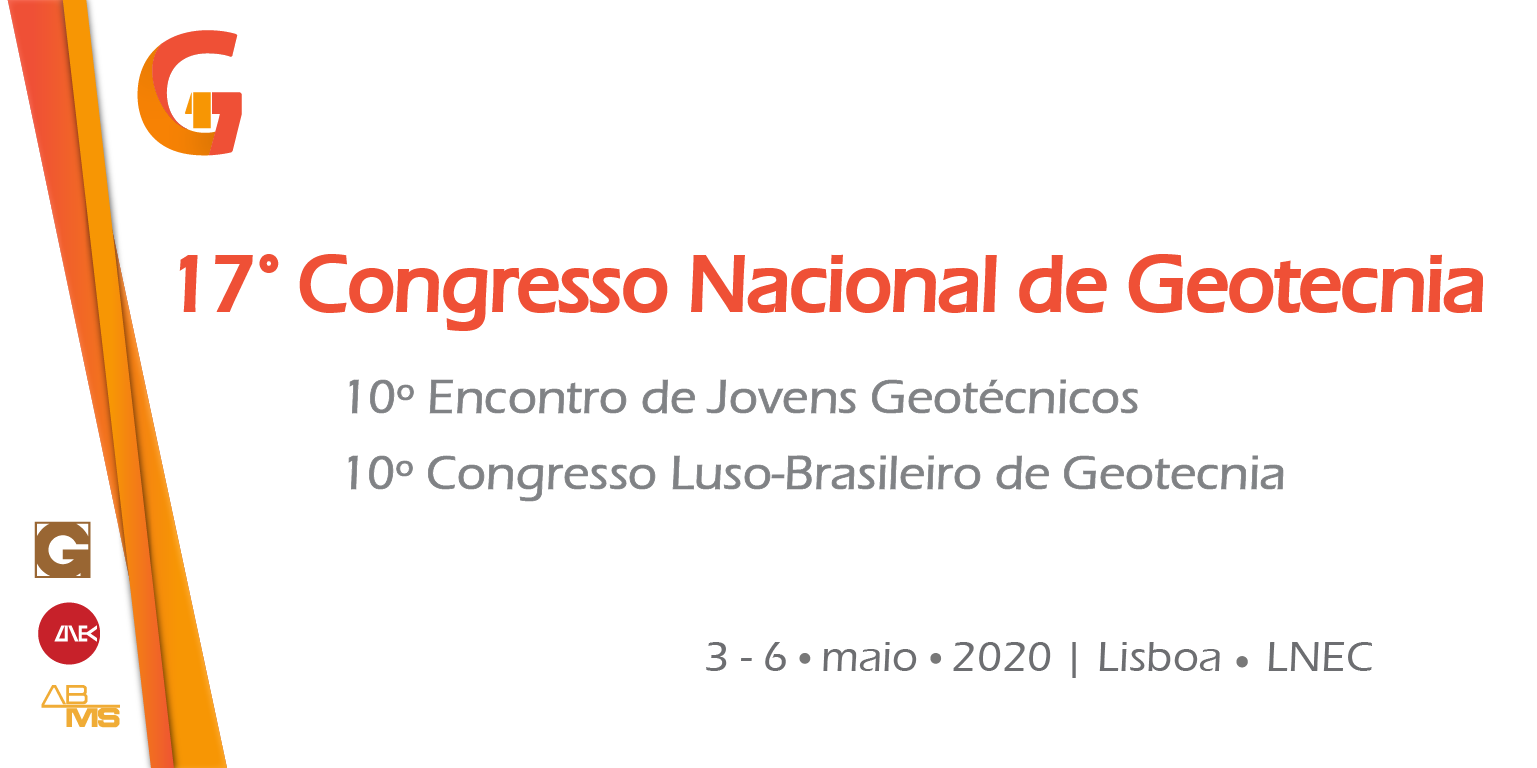 G
17° Congresso Nacional de Geotecnia
10º Encontro de Jovens Geotécnicos
10º Congresso Luso-Brasileiro de Geotecnia
G
LNEC
AB
MS
3 - 6 • maio • 2020 | Lisboa • LNEC